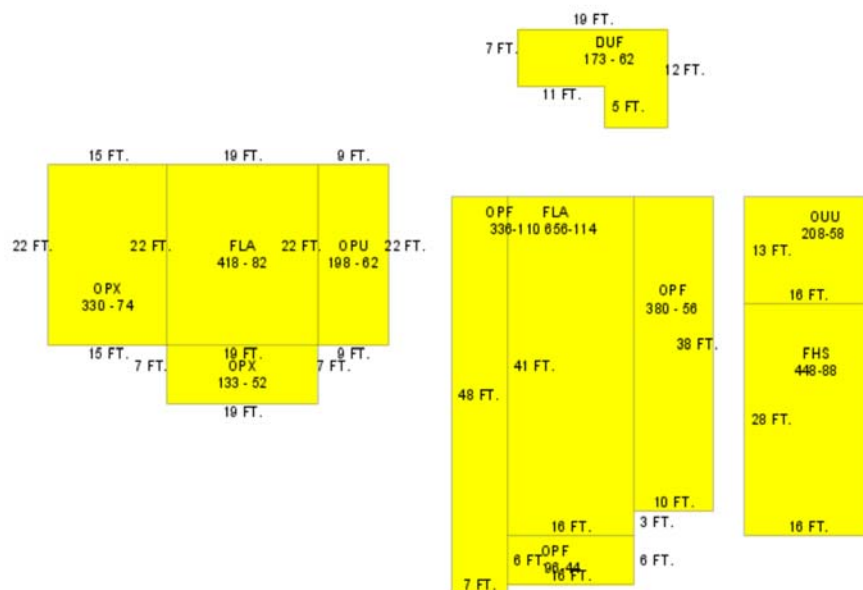 19 FT.
7 FT.
DUF
173 - 62
12 FT.
11 FT.
5 FT.
15 FT.
19 FT.
9 FT.
22 FT.
22 FT.
FLA
418 - 82
22 FT.
OPU
198 - 62
22 FT.
OPX
330 - 74
15 FT.
19 FT.
9 FT.
7 FT.
OPX
133 - 52
7 FT.
19 FT.
OPF
336-110
FLA
656-114
OPF
380 - 56
38 FT.
41 FT.
48 FT.
10 FT.
16 FT.
3 FT.
OPF
96-44
6 FT.
6 FT.
16 FT.
7 FT.
OUU
208-58
13 FT.
16 FT.
FHS
448-88
28 FT.
16 FT.